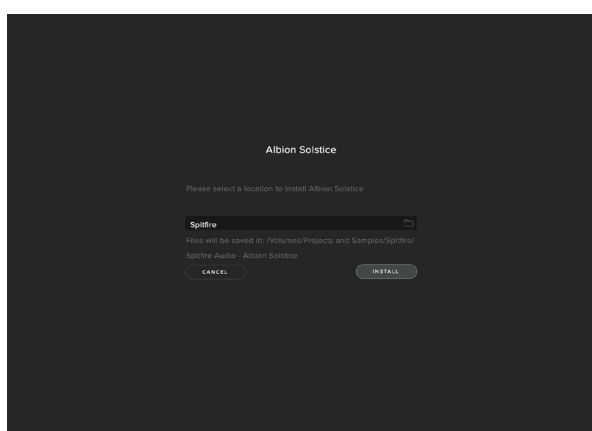 Albion Solstice
Please select a location to install Albion Solstice
Spitfire
Files will be saved in: /Volumes/Projects and Samples/Spitfire/
Spitfire Audio - Albion Solstice
CANCEL INSTALL